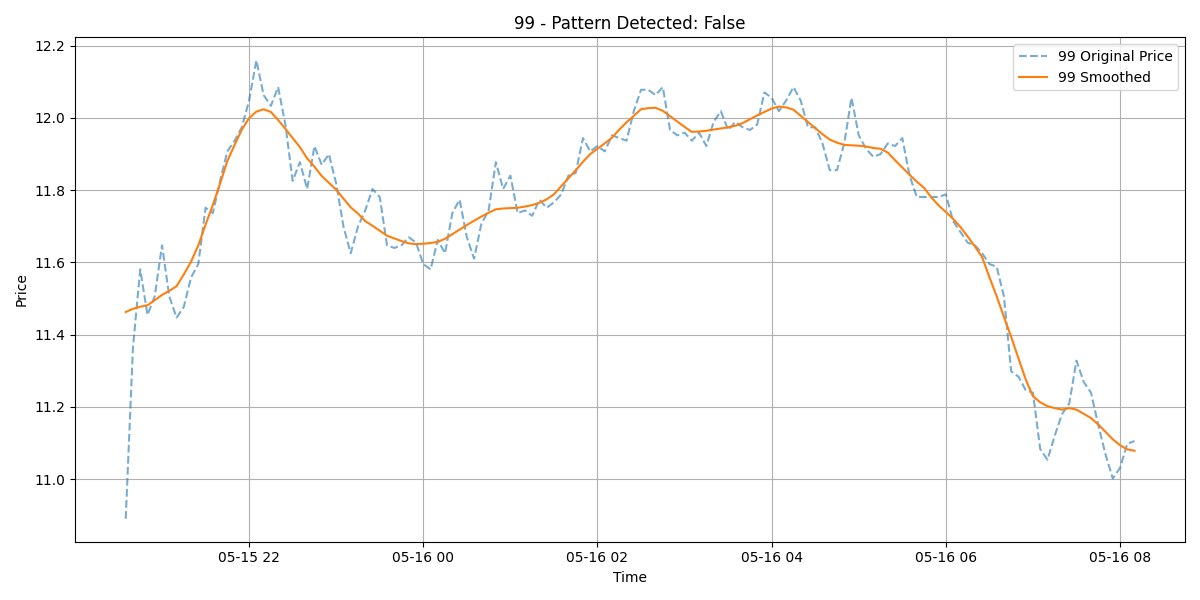 99 - Pattern Detected: False
99 Original Price
99 Smoothed
Price
12.2
12.0
11.8
11.6
11.4
11.2
11.0
05-15 22
05-16 00
05-16 02
05-16 04
05-16 06
05-16 08
Time